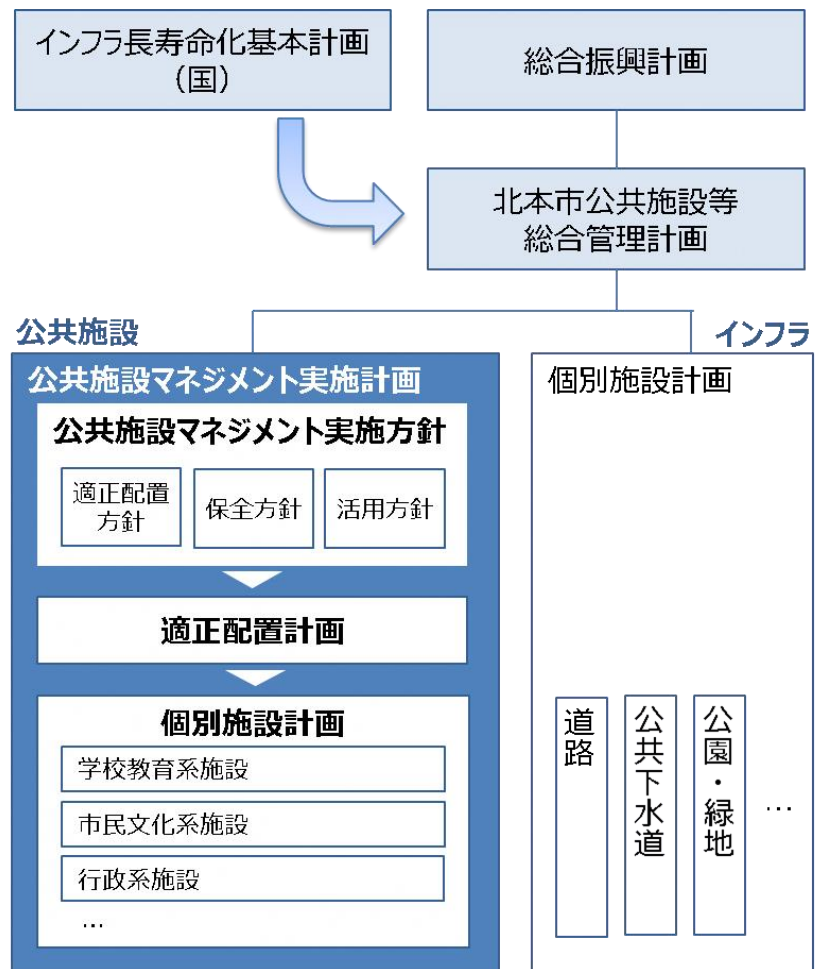 インフラ長寿命化基本計画
（国）
総合振興計画
北本市公共施設等
総合管理計画
公共施設
インフラ
公共施設マネジメント実施計画
公共施設マネジメント実施方針
適正配置
方針
保全方針
活用方針
適正配置計画
個別施設計画
学校教育系施設
市民文化系施設
行政系施設
…
個別施設計画
道路
公共下水道
公園・緑地
…